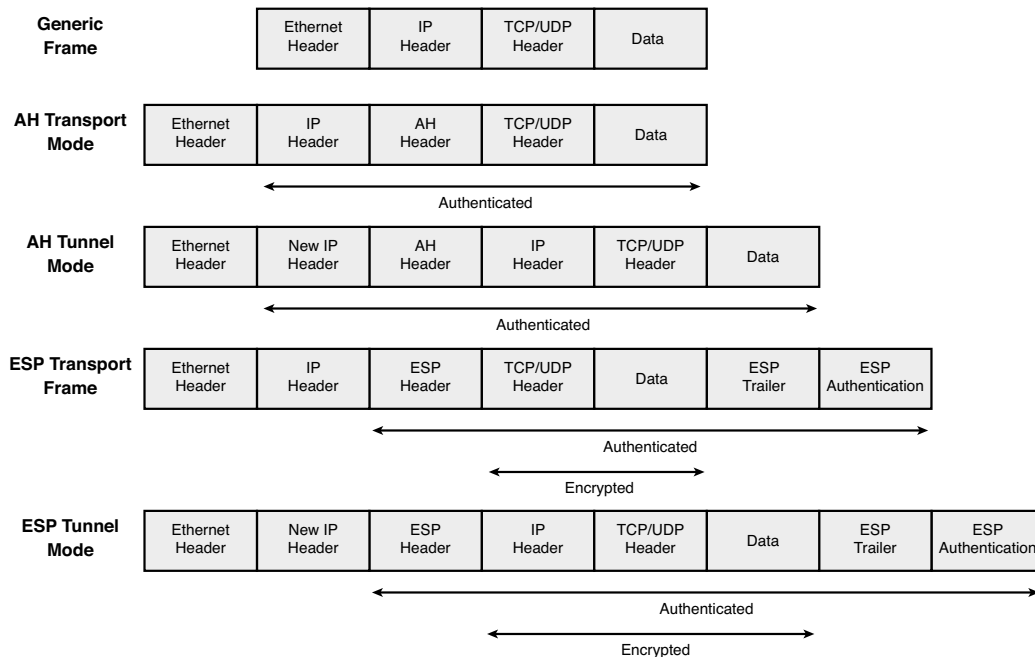 Generic
Frame
Ethernet
Header
IP
Header
TCP/UDP
Header
Data
AH Transport
Mode
Ethernet
Header
IP
Header
AH
Header
TCP/UDP
Header
Data
Authenticated
AH Tunnel
Mode
Ethernet
Header
New IP
Header
AH
Header
IP
Header
TCP/UDP
Header
Data
Authenticated
ESP Transport
Frame
Ethernet
Header
IP
Header
ESP
Header
TCP/UDP
Header
Data
ESP
Trailer
ESP
Authentication
Authenticated
Encrypted
ESP Tunnel
Mode
Ethernet
Header
New IP
Header
ESP
Header
IP
Header
TCP/UDP
Header
Data
ESP
Trailer
ESP
Authentication
Authenticated
Encrypted